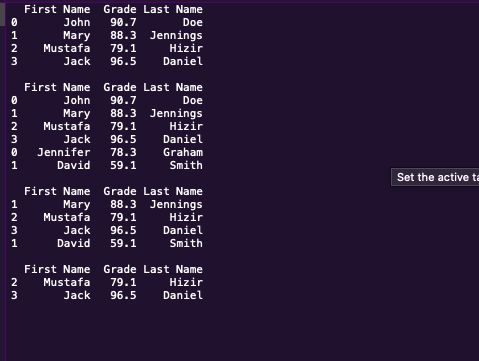 First Name Grade Last Name
0 John 90.7 Doe
1 Mary 88.3 Jennings
2 Mustafa 79.1 Hizir
3 Jack 96.5 Daniel
First Name Grade Last Name
0 John 90.7 Doe
1 Mary 88.3 Jennings
2 Mustafa 79.1 Hizir
3 Jack 96.5 Daniel
0 Jennifer 78.3 Graham
1 David 59.1 Smith
First Name Grade Last Name
1 Mary 88.3 Jennings
2 Mustafa 79.1 Hizir
3 Jack 96.5 Daniel
1 David 59.1 Smith
First Name Grade Last Name
2 Mustafa 79.1 Hizir
3 Jack 96.5 Daniel
Set the active ta